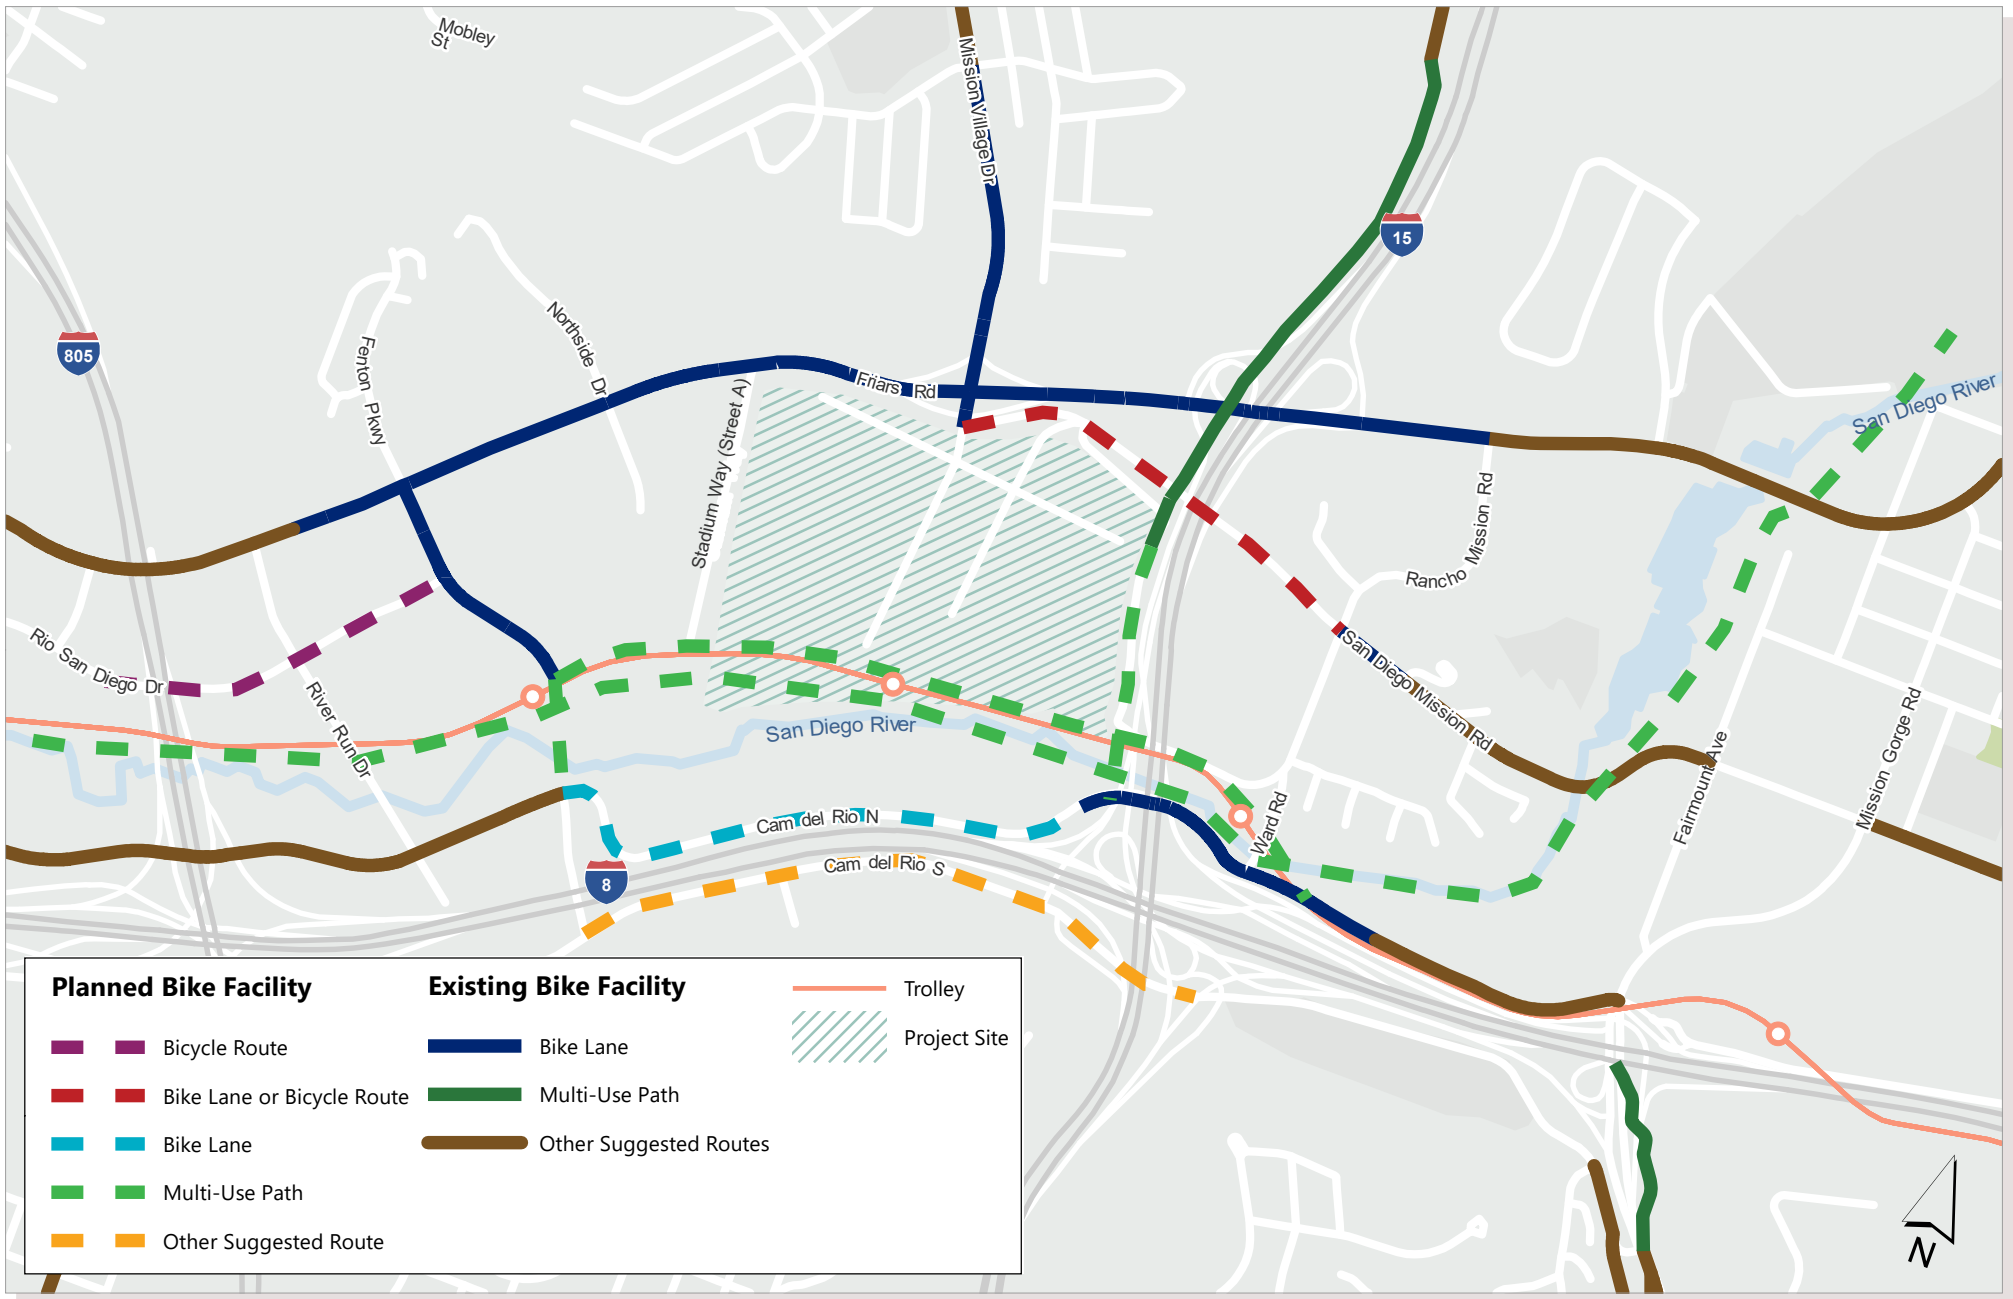 Mobley
St
Mission Village Dr
15
805
Northside Dr
Fenton Pkwy
Friars Rd
Stadium Way (Street A)
San Diego River
Rancho Mission Rd
Rio San Diego Dr
River Run Dr
San Diego Mission Rd
San Diego River
Fairmount Ave
Mission Gorge Rd
Ward Rd
Cam del Rio N
Cam del Rio S
8
Planned Bike Facility
Bicycle Route
Bike Lane or Bicycle Route
Bike Lane
Multi-Use Path
Other Suggested Route
Existing Bike Facility
Bike Lane
Multi-Use Path
Other Suggested Routes
Trolley
Project Site
N